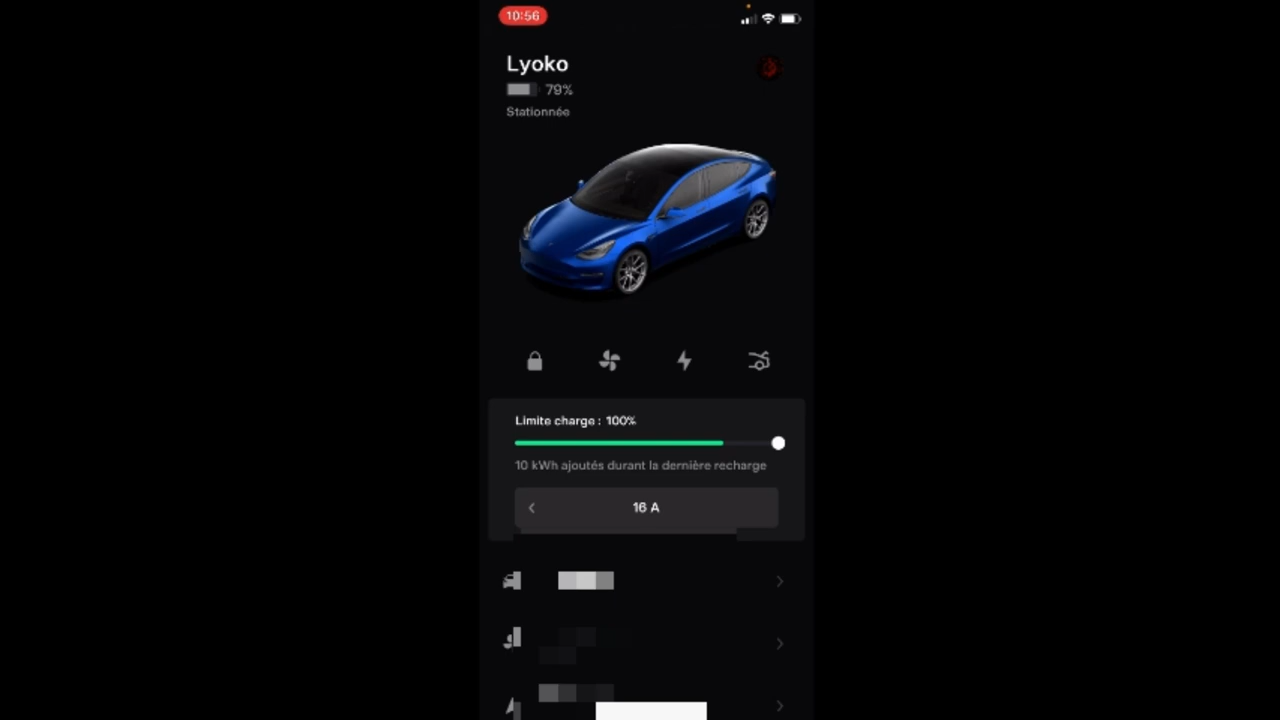 10:56
Lyoko
79%
Stationnée
Limite charge : 100%
10 kWh ajoutés durant la dernière recharge
16 A